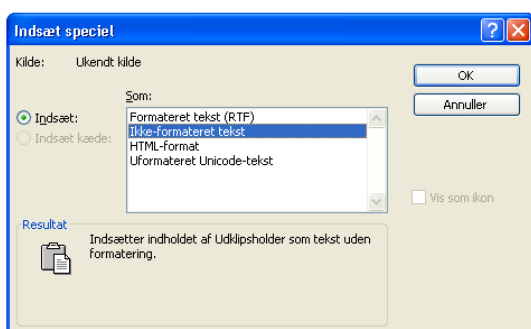 Indsæt speciel
Kilde: Ukendt kilde
OK
Annuller
Som:
Indsæt:
Indsæt kæde:
Formateret tekst (RTF)
Ikke-formateret tekst
HTML-format
Uformateret Unicode-tekst
Vis som ikon
Resultat
Indsætter indholdet af Udklipsholder som tekst uden
formatering.